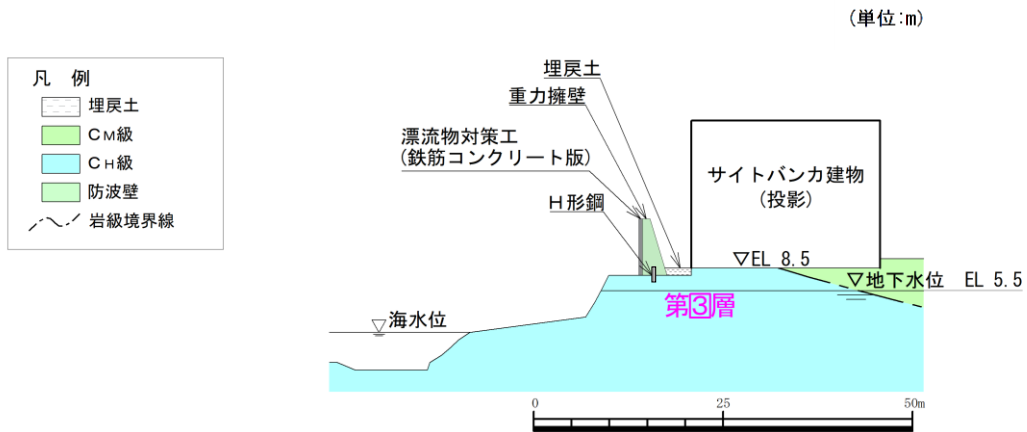 (単位:m)
凡 例
埋戻土
CM級
CH級
防波壁
岩級境界線
埋戻土
重力擁壁
漂流物対策工
(鉄筋コンクリート版)
H形鋼
サイトバンカ建物
(投影)
▽EL 8.5
▽地下水位 EL 5.5
第3層
▽海水位
0 25 50m